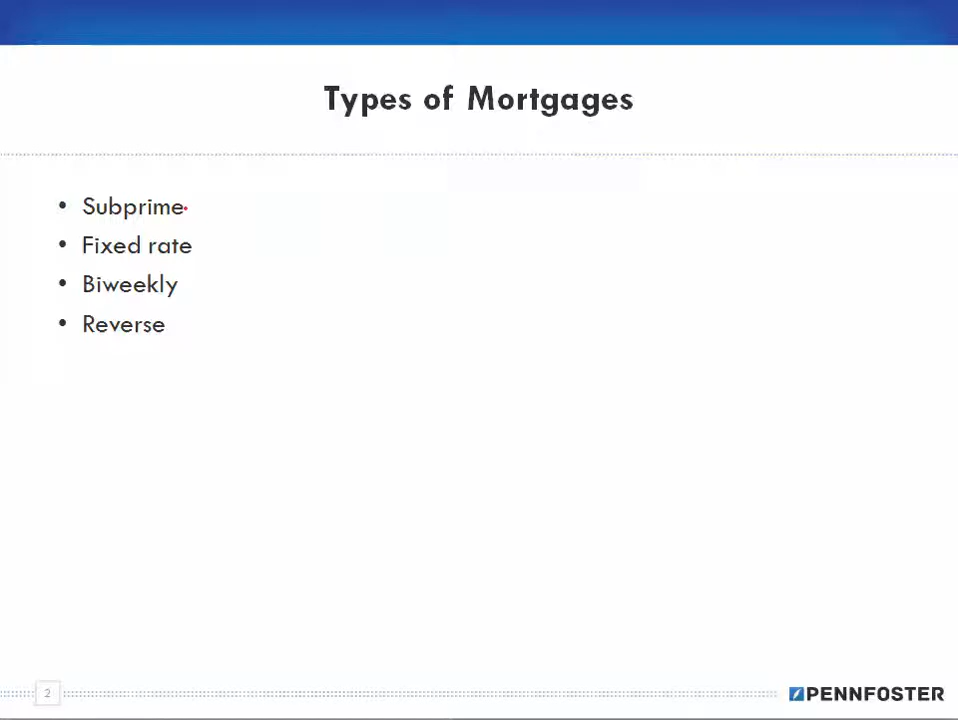 Types of Mortgages
• Subprime
• Fixed rate
• Biweekly
• Reverse
2
PENNFOSTER